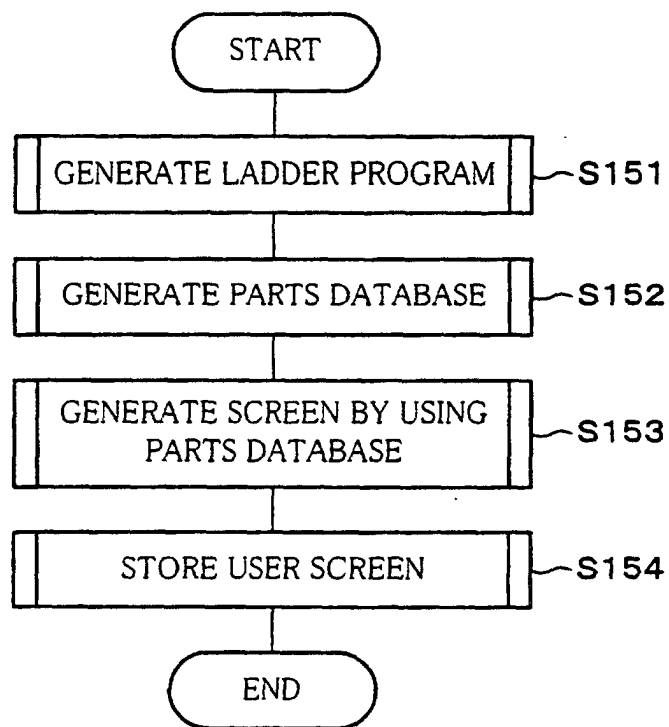 START
GENERATE LADDER PROGRAM
S151
GENERATE PARTS DATABASE
S152
GENERATE SCREEN BY USING
PARTS DATABASE
S153
STORE USER SCREEN
S154
END